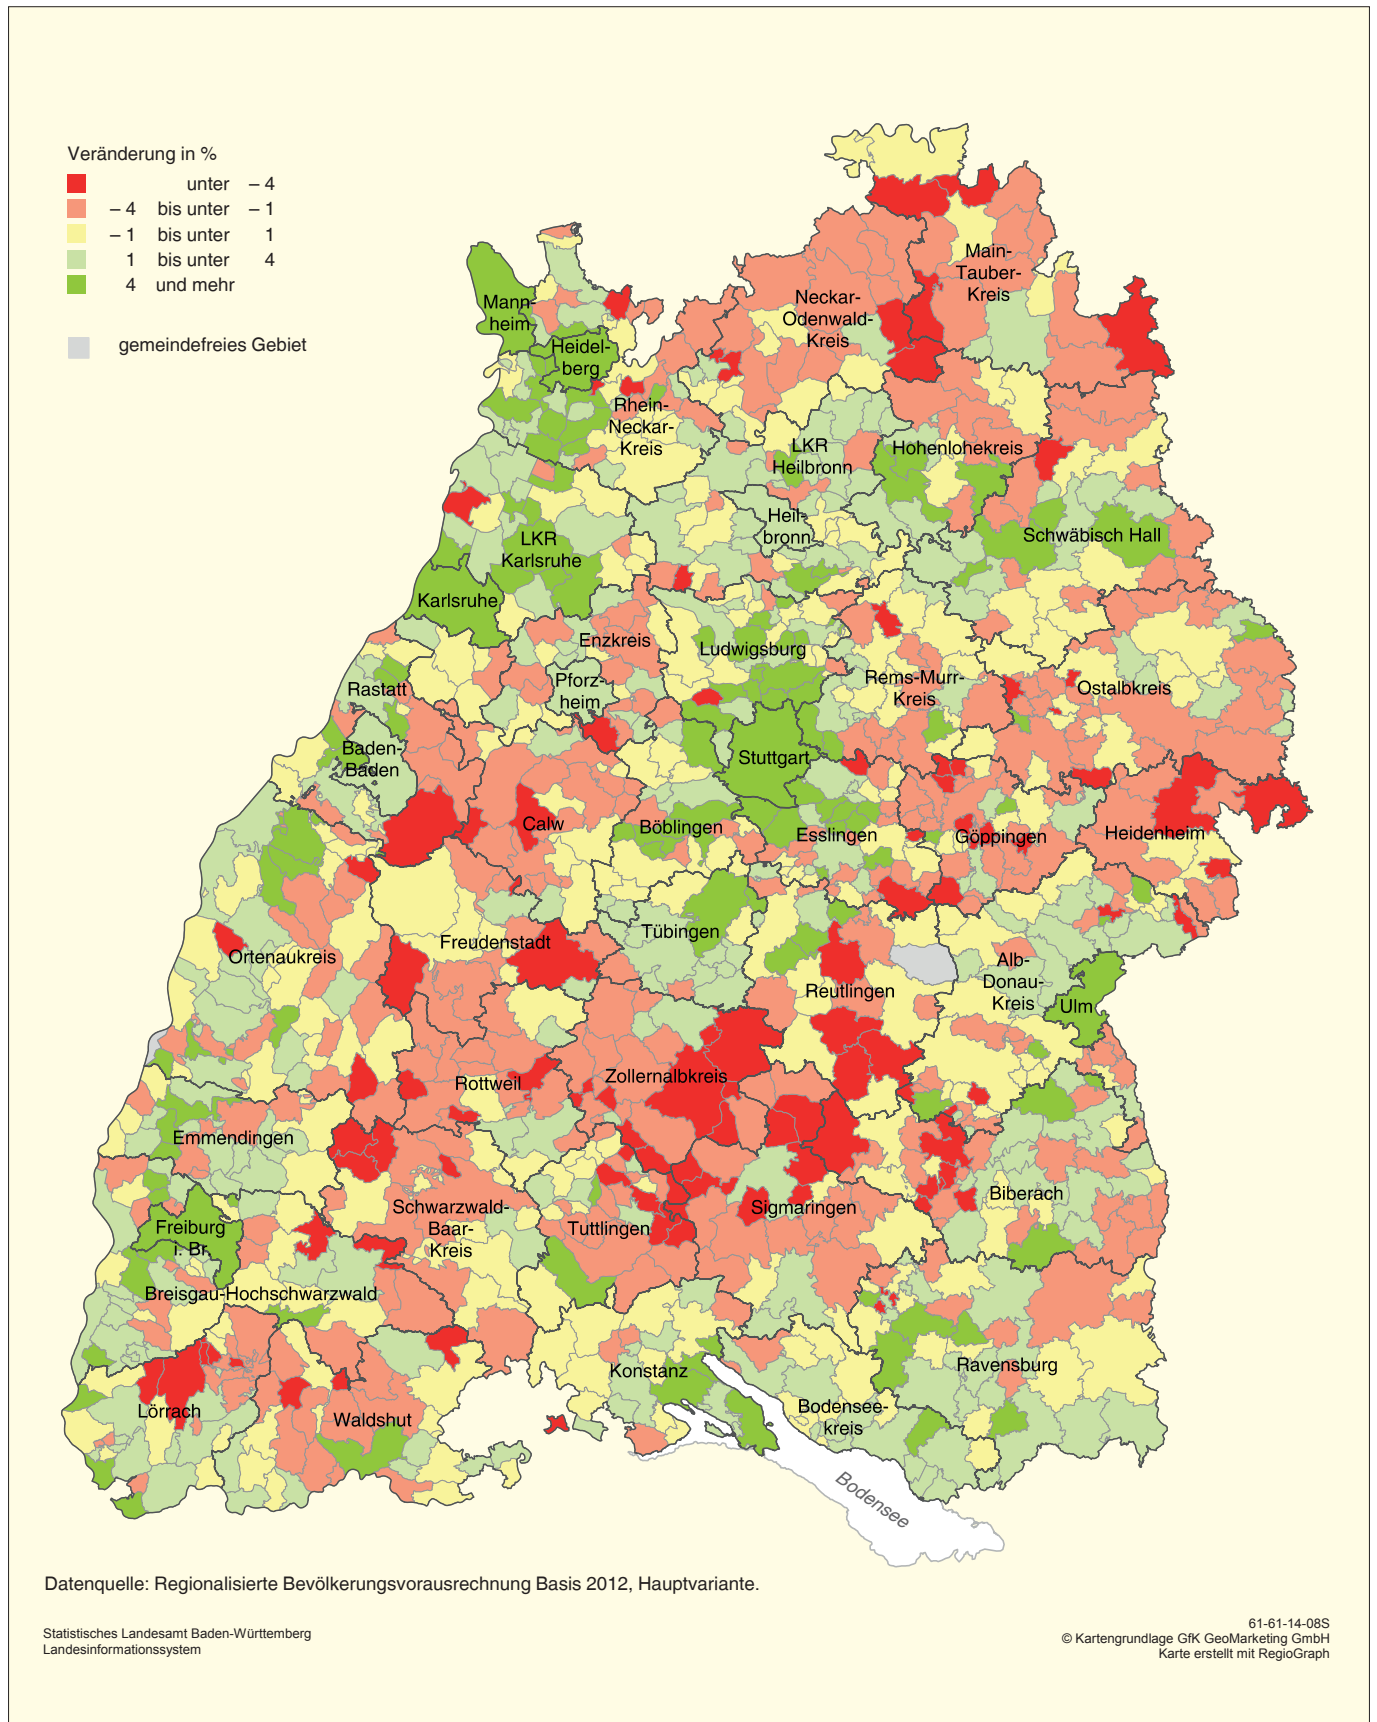 Veränderung in %
unter – 4
– 4 bis unter – 1
– 1 bis unter 1
1 bis unter 4
4 und mehr
gemeindefreies Gebiet
Main-
Tauber-
Kreis
Neckar-
Odenwald-
Kreis
Mann-
heim
Heidel-
berg
Rhein-
Neckar-
Kreis
LKR
Heilbronn
Hohenlohekreis
Heil-
bronn
Schwäbisch Hall
LKR
Karlsruhe
Karlsruhe
Enzkreis
Ludwigsburg
Pforz-
heim
Rastatt
Rems-Murr-
Kreis
Ostalbkreis
Baden-
Baden
Stuttgart
Calw
Böblingen
Esslingen
Göppingen
Heidenheim
Tübingen
Freudenstadt
Ortenaukreis
Reutlingen
Alb-
Donau-
Kreis
Ulm
Rottweil
Zollernalbkreis
Emmendingen
Biberach
Schwarzwald-
Baar-
Kreis
Tuttlingen
Sigmaringen
Freiburg
i. Br.
Breisgau-Hochschwarzwald
Konstanz
Ravensburg
Lörrach
Waldshut
Bodensee-
kreis
Bodensee
Datenquelle: Regionalisierte Bevölkerungsvorausrechnung Basis 2012, Hauptvariante.
Statistisches Landesamt Baden-Württemberg
Landesinformationssystem
61-61-14-08S
© Kartengrundlage GfK GeoMarketing GmbH
Karte erstellt mit RegioGraph